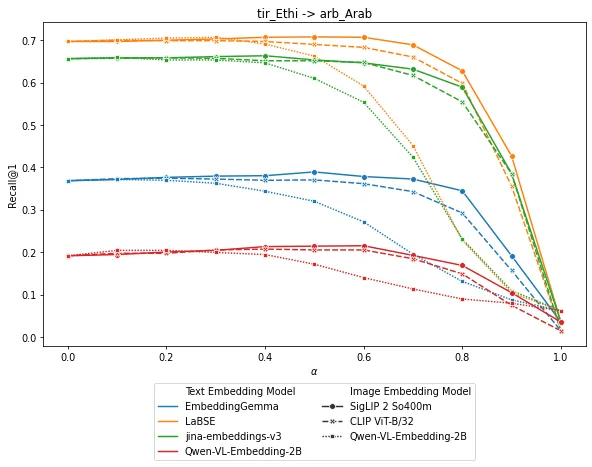 tir_Ethi -> arb_Arab
Recall@1
0.7
0.6
0.5
0.4
0.3
0.2
0.1
0.0
0.0 0.2 0.4 0.6 0.8 1.0
α
Text Embedding Model Image Embedding Model
EmbeddingGemma SigLIP 2 So400m
LaBSE CLIP ViT-B/32
jina-embeddings-v3 Qwen-VL-Embedding-2B
Qwen-VL-Embedding-2B